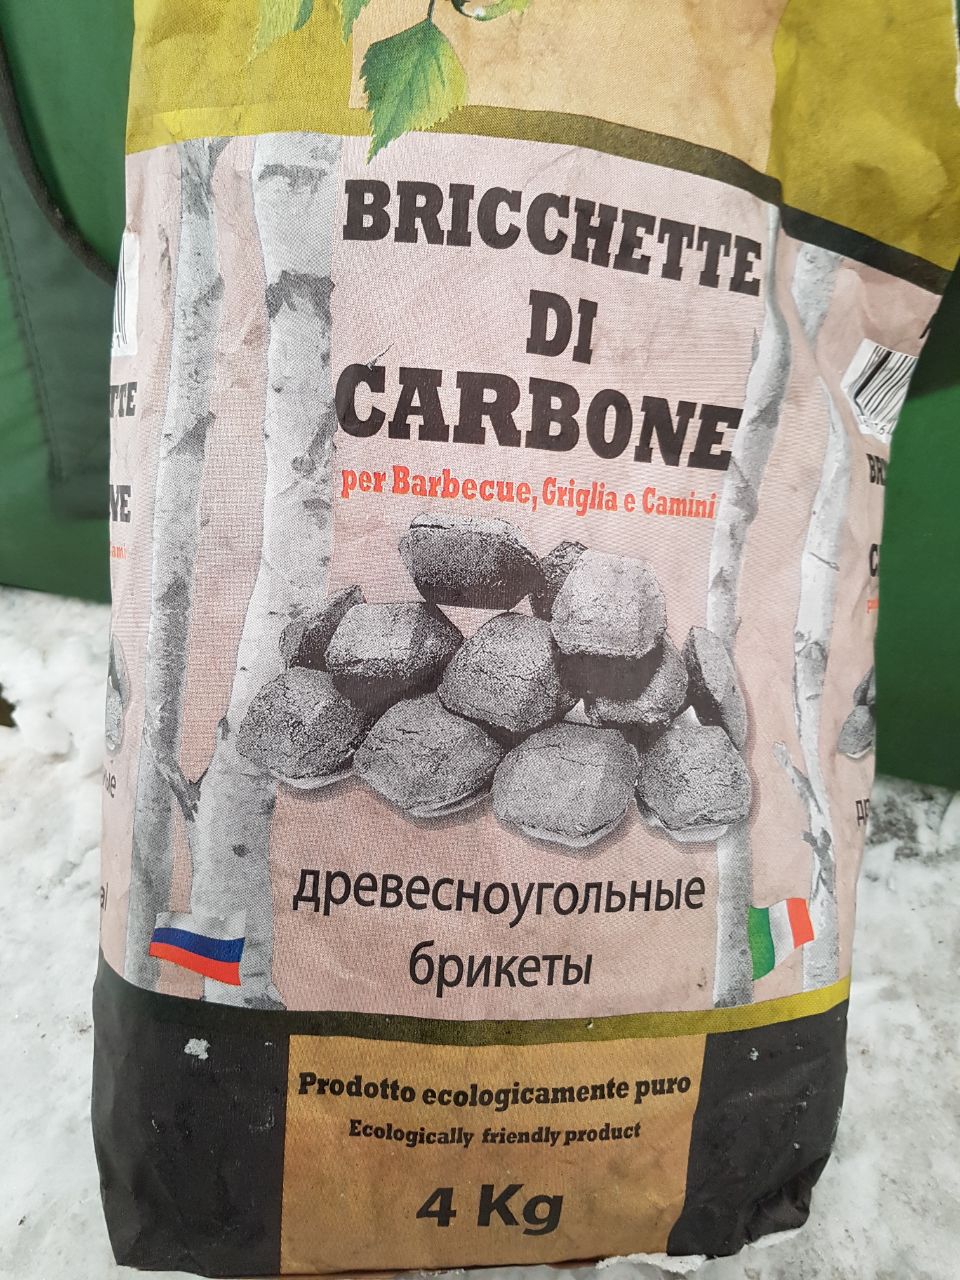 BRICCHETTE
DI
CARBONE
per Barbecue, Griglia e Camini
древесноугольные
брикеты
Prodotto ecologicamente puro
Ecologically friendly product
4 Kg